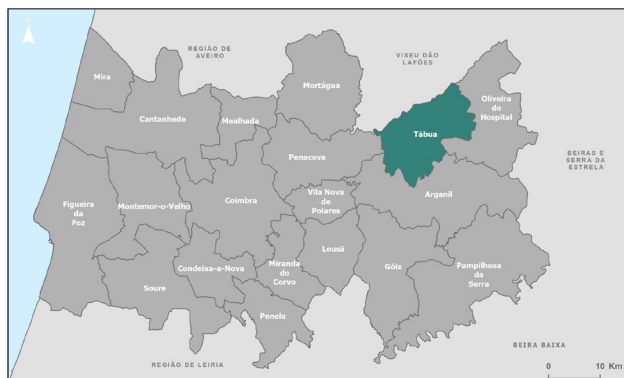 N
REGIÃO DE
AVEIRO
VISEU DÃO
LAFÕES
Mira
Mortágua
Oliveira
do
Hospital
Cantanhede
Mealhada
Tábua
Penacova
BEIRAS E
SERRA DA
ESTRELA
Vila Nova
de
Poiares
Arganil
Coimbra
Montemor-o-Velho
Figueira
da
Foz
Lousã
Góis
Pampilhosa
da
Serra
Condeixa-a-Nova
Miranda
do
Corvo
Soure
Penela
BEIRA BAIXA
REGIÃO DE LEIRIA
0
10 Km